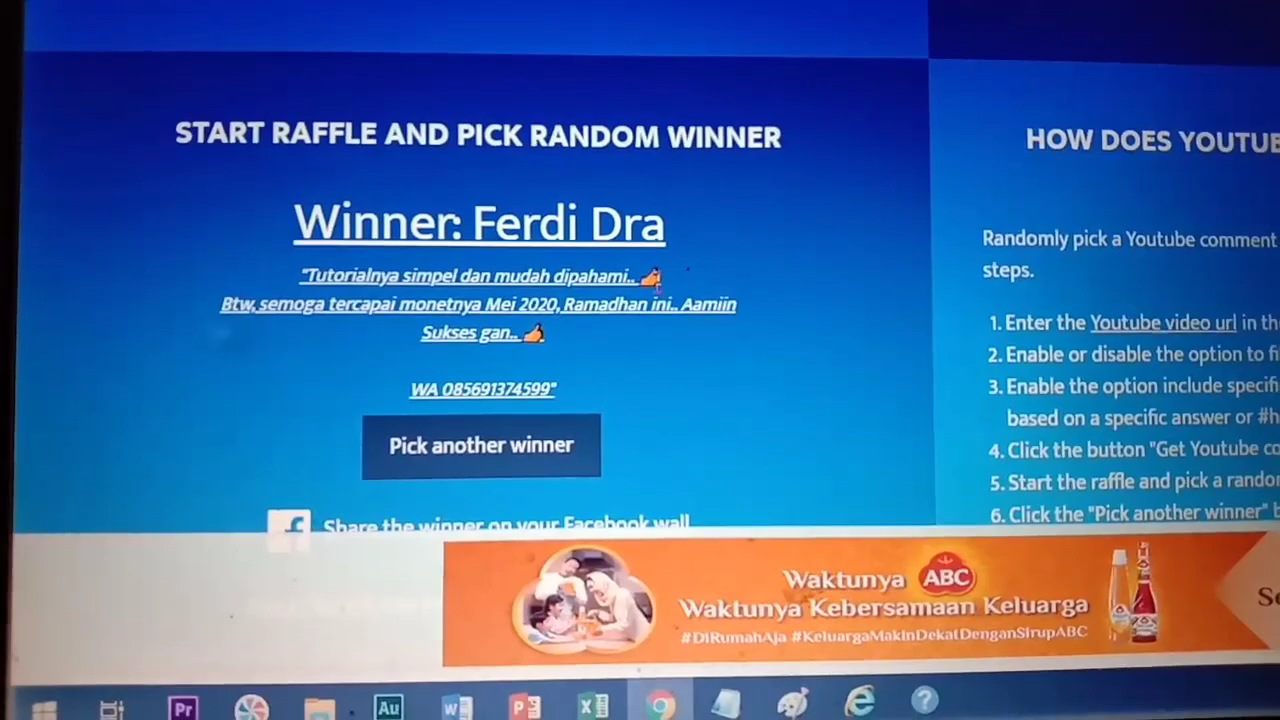 START RAFFLE AND PICK RANDOM WINNER
Winner: Ferdi Dra
"Tutorialnya simpel dan mudah dipahami.. 👍
Btw, semoga tercapai monetnya Mei 2020, Ramadhan ini.. Aamiin
Sukses gan.. 👍
WA 085691374599"
Pick another winner
f Share the winner on your Facebook wall
HOW DOES YOUTUBE
Randomly pick a Youtube comment
steps.
1. Enter the Youtube video url in th
2. Enable or disable the option to fi
3. Enable the option include specifi
based on a specific answer or #h
4. Click the button "Get Youtube co
5. Start the raffle and pick a rando
6. Click the "Pick another winner" b
Waktunya ABC
Waktunya Kebersamaan Keluarga
#DiRumahAja #KeluargaMakinDekatDenganSirupABC
Se
Pr
Au
W
P
X
e
?